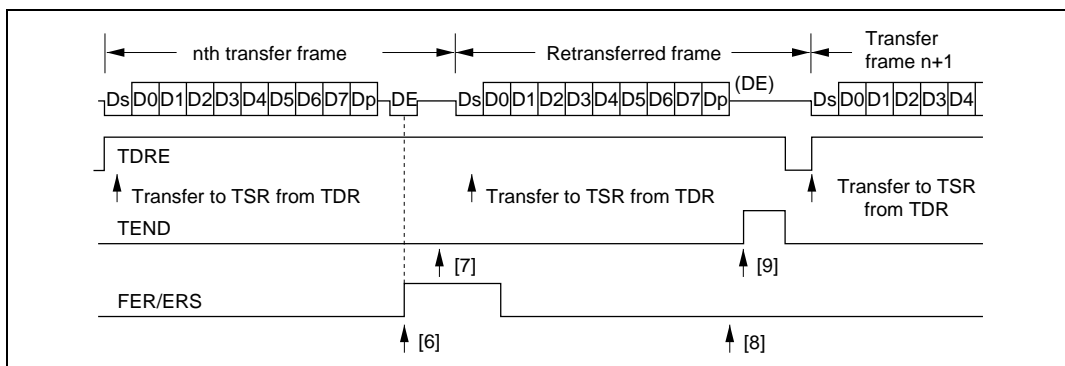 nth transfer frame
Retransferred frame
Transfer
frame n+1
Ds D0 D1 D2 D3 D4 D5 D6 D7 Dp DE
Ds D0 D1 D2 D3 D4 D5 D6 D7 Dp
(DE)
Ds D0 D1 D2 D3 D4
TDRE
Transfer to TSR from TDR
Transfer to TSR from TDR
Transfer to TSR
from TDR
TEND
[7]
[9]
FER/ERS
[6]
[8]